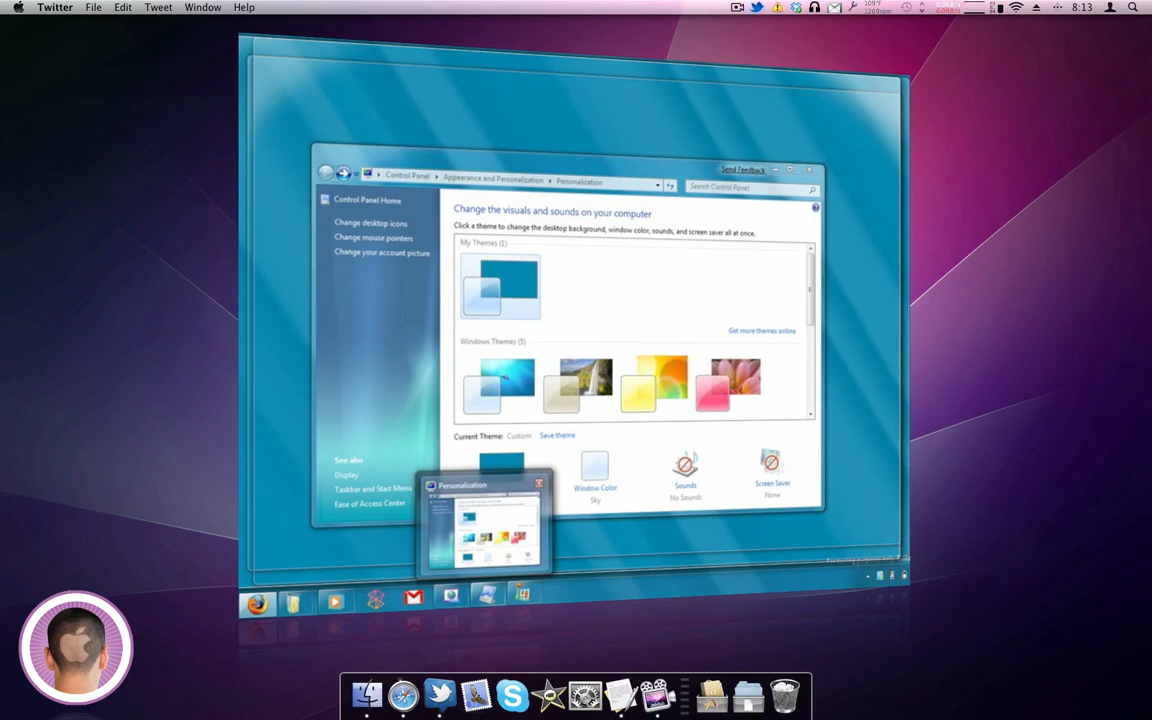 Twitter File Edit Tweet Window Help
109°F
1200rpm
8:13
Send Feedback
Control Panel Appearance and Personalization Personalization
Search Control Panel
Control Panel Home
Change desktop icons
Change mouse pointers
Change your account picture
Change the visuals and sounds on your computer
Click a theme to change the desktop background, window color, sounds, and screen saver all at once.
My Themes (1)
Get more themes online
Windows Themes (5)
Current Theme: Custom Save theme
See also
Display
Taskbar and Start Menu
Ease of Access Center
Window Color
Sky
Sounds
No Sounds
Screen Saver
None
Personalization